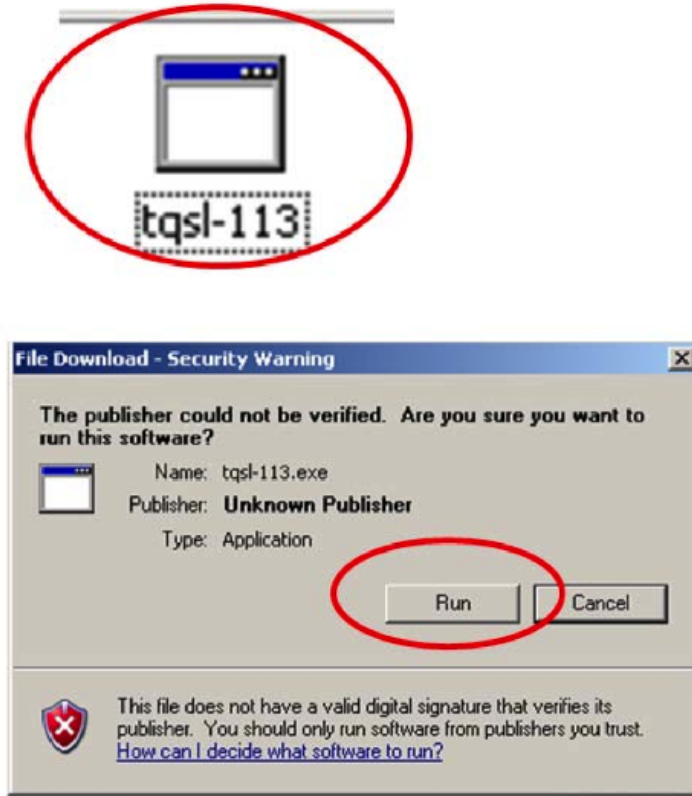 tqsl-113
File Download - Security Warning
The publisher could not be verified.  Are you sure you want to
run this software?
Name: tqsl-113.exe
Publisher: Unknown Publisher
Type: Application
Run Cancel
This file does not have a valid digital signature that verifies its
publisher.  You should only run software from publishers you trust.
How can I decide what software to run?